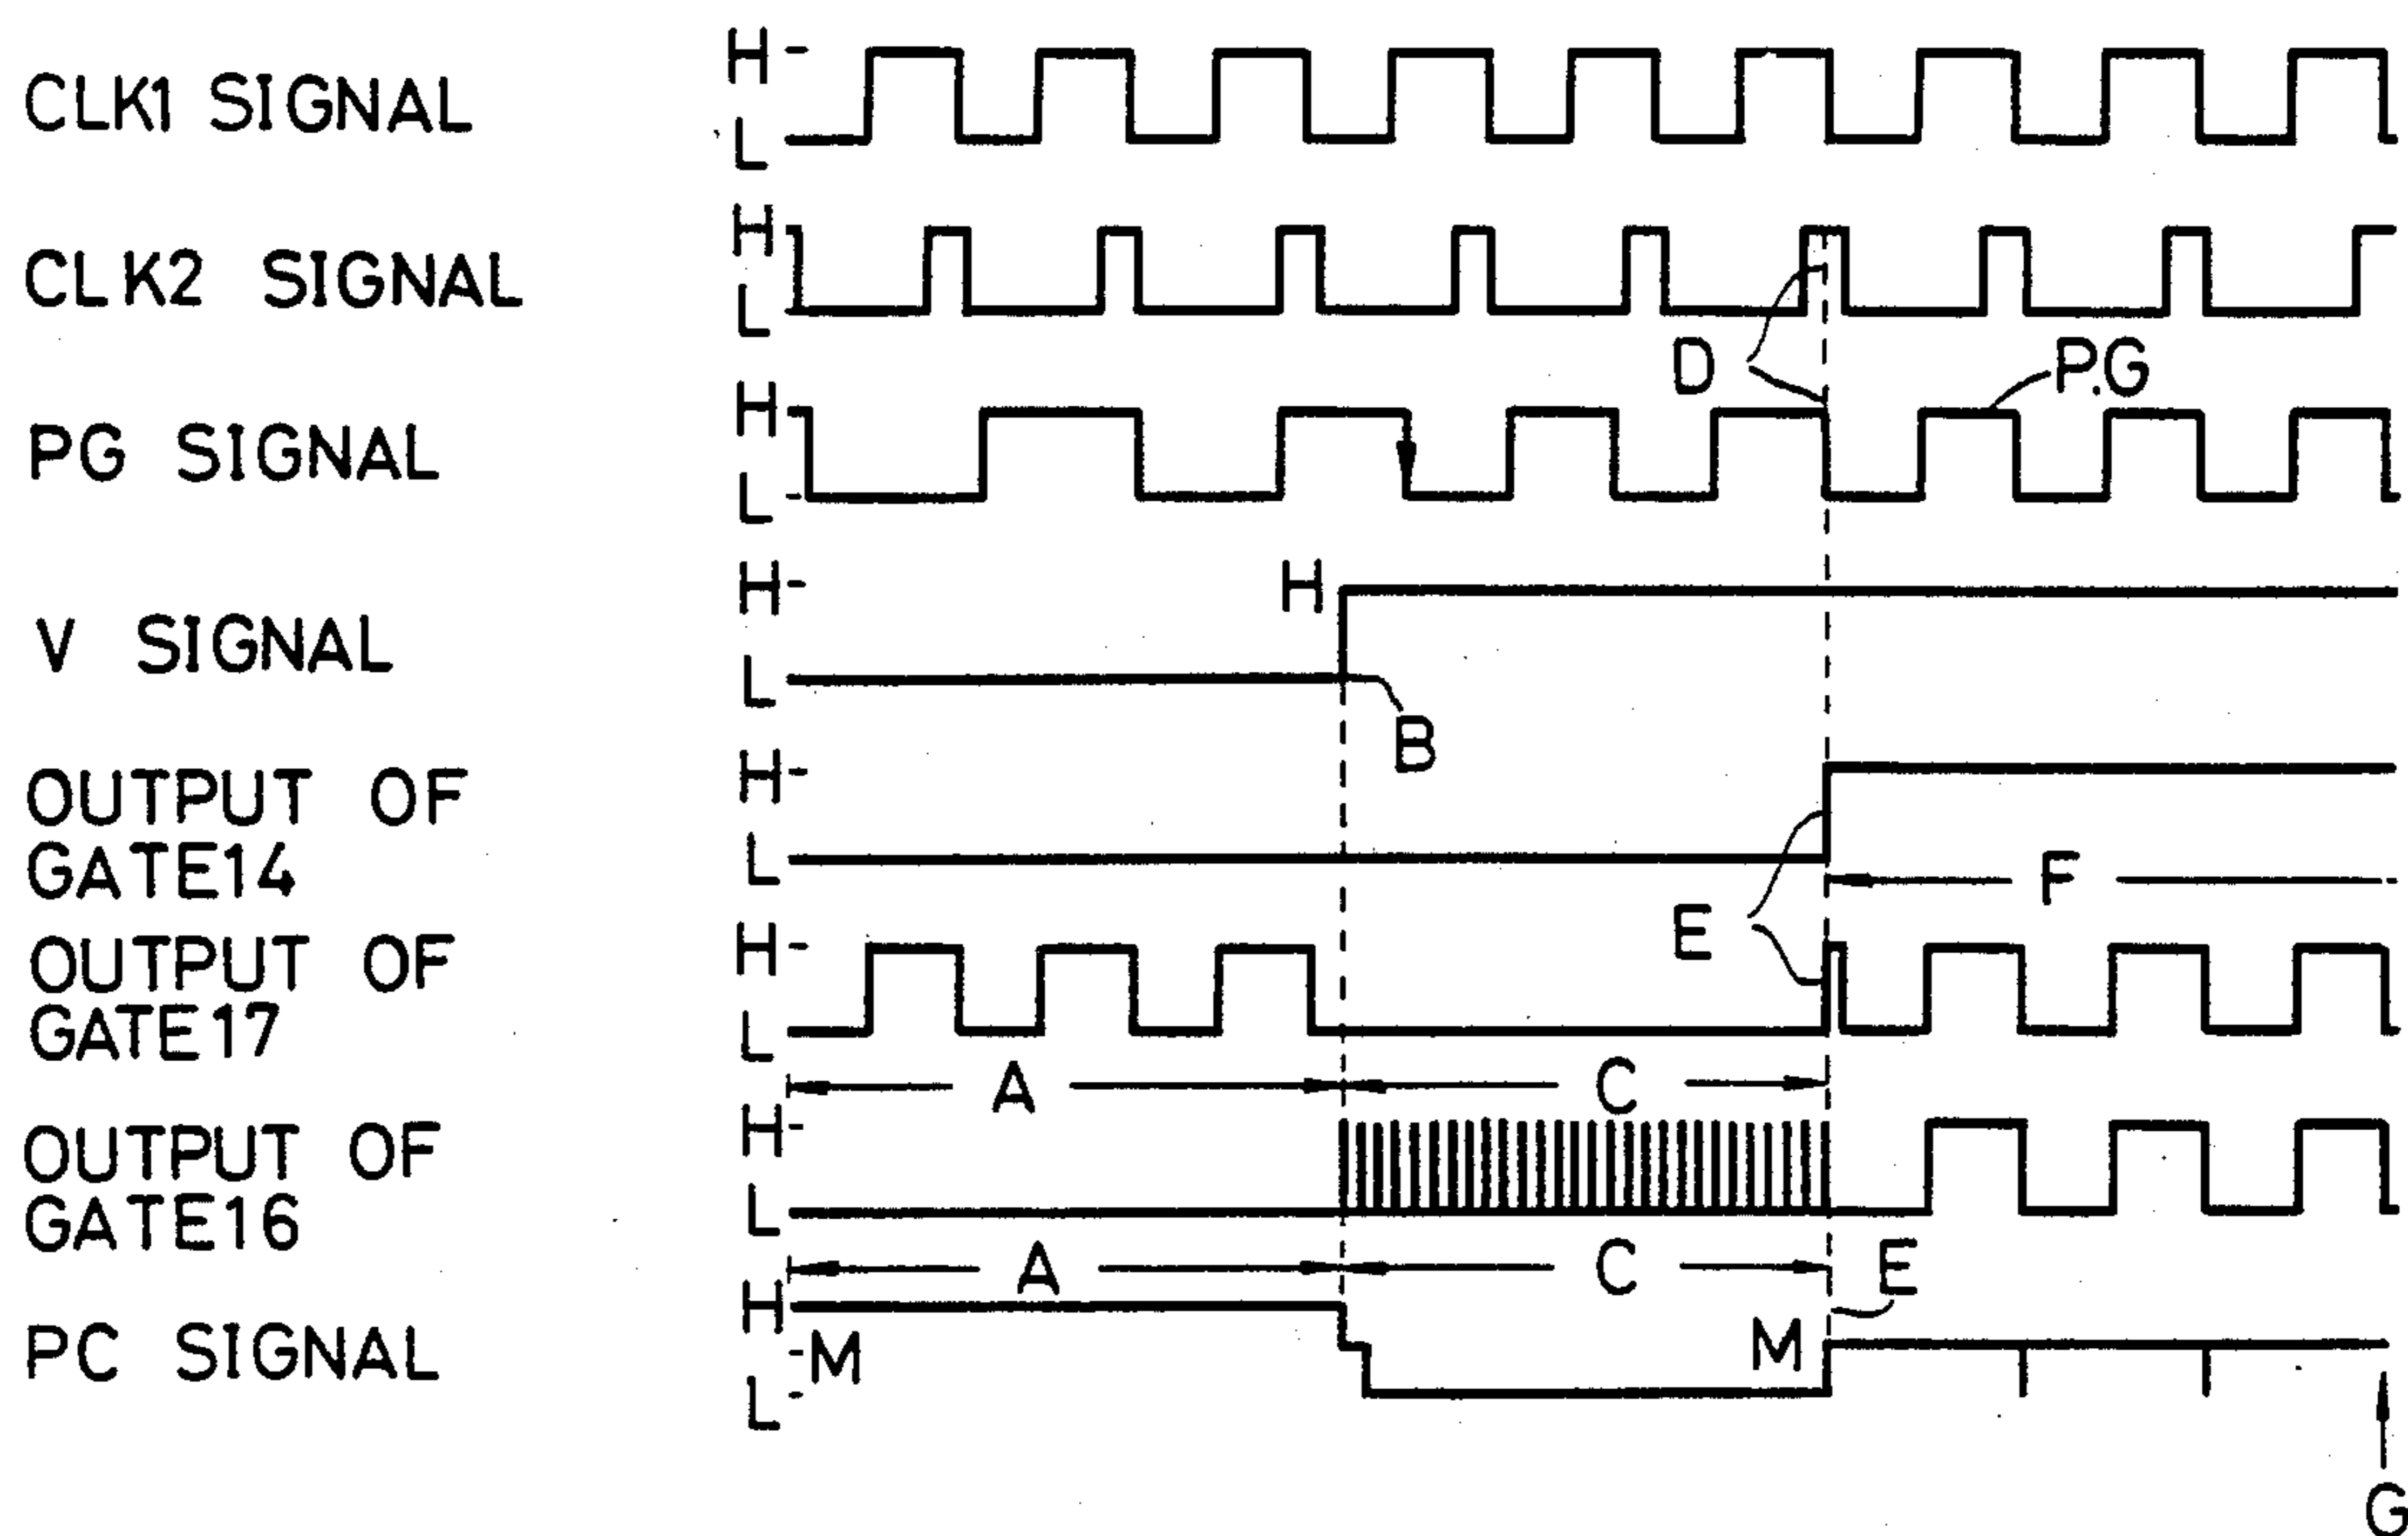 H
CLK1 SIGNAL
L
H
CLK2 SIGNAL
L
D
P.G
H
PG SIGNAL
L
H
H
V SIGNAL
L
B
OUTPUT OF
GATE14
H
L
F
E
OUTPUT OF
GATE17
H
L
A
C
OUTPUT OF
GATE16
H
L
A
C
E
H
PC SIGNAL
M
M
L
G